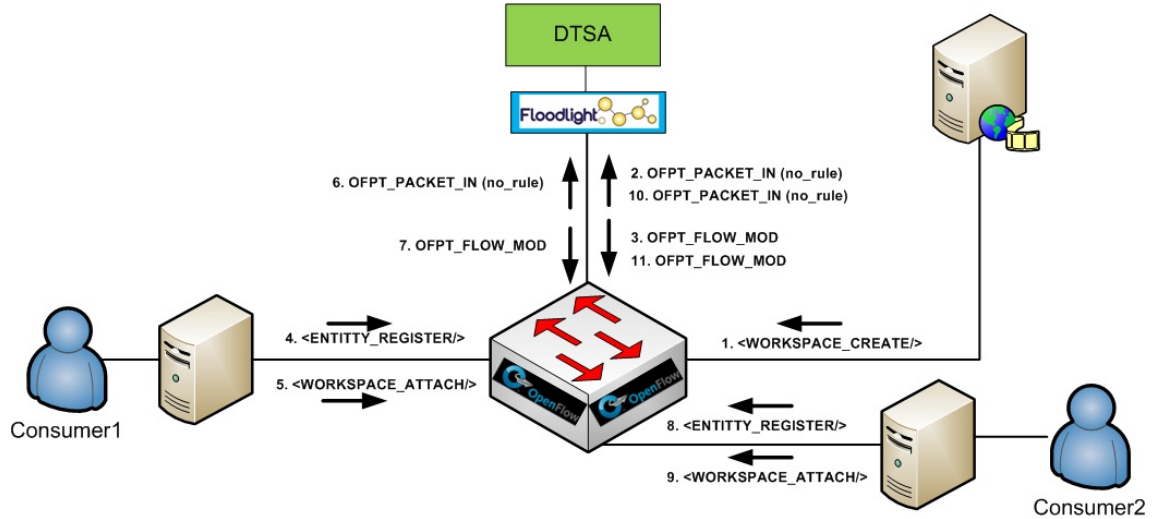 DTSA
Floodlight
6. OFPT_PACKET_IN (no_rule)
2. OFPT_PACKET_IN (no_rule)
10. OFPT_PACKET_IN (no_rule)
7. OFPT_FLOW_MOD
3. OFPT_FLOW_MOD
11. OFPT_FLOW_MOD
4. <ENTITTY_REGISTER/>
1. <WORKSPACE_CREATE/>
5. <WORKSPACE_ATTACH/>
OpenFlow
OpenFlow
Consumer1
8. <ENTITTY_REGISTER/>
9. <WORKSPACE_ATTACH/>
Consumer2